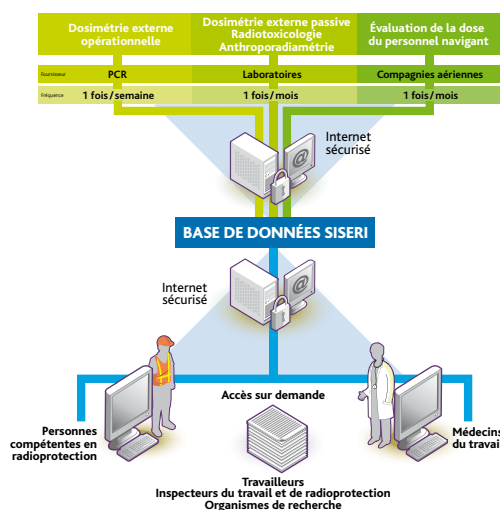 Dosimétrie externe
opérationnelle
Dosimétrie externe passive
Radiotoxicologie
Anthroporadiamétrie
Évaluation de la dose
du personnel navigant
Fournisseur
PCR
Laboratoires
Compagnies aériennes
Fréquence
1 fois/semaine
1 fois/mois
1 fois/mois
Internet
sécurisé
@
BASE DE DONNÉES SISERI
Internet
sécurisé
@
Accès sur demande
Personnes
compétentes en
radioprotection
Médecins
du travail
Travailleurs
Inspecteurs du travail et de radioprotection
Organismes de recherche